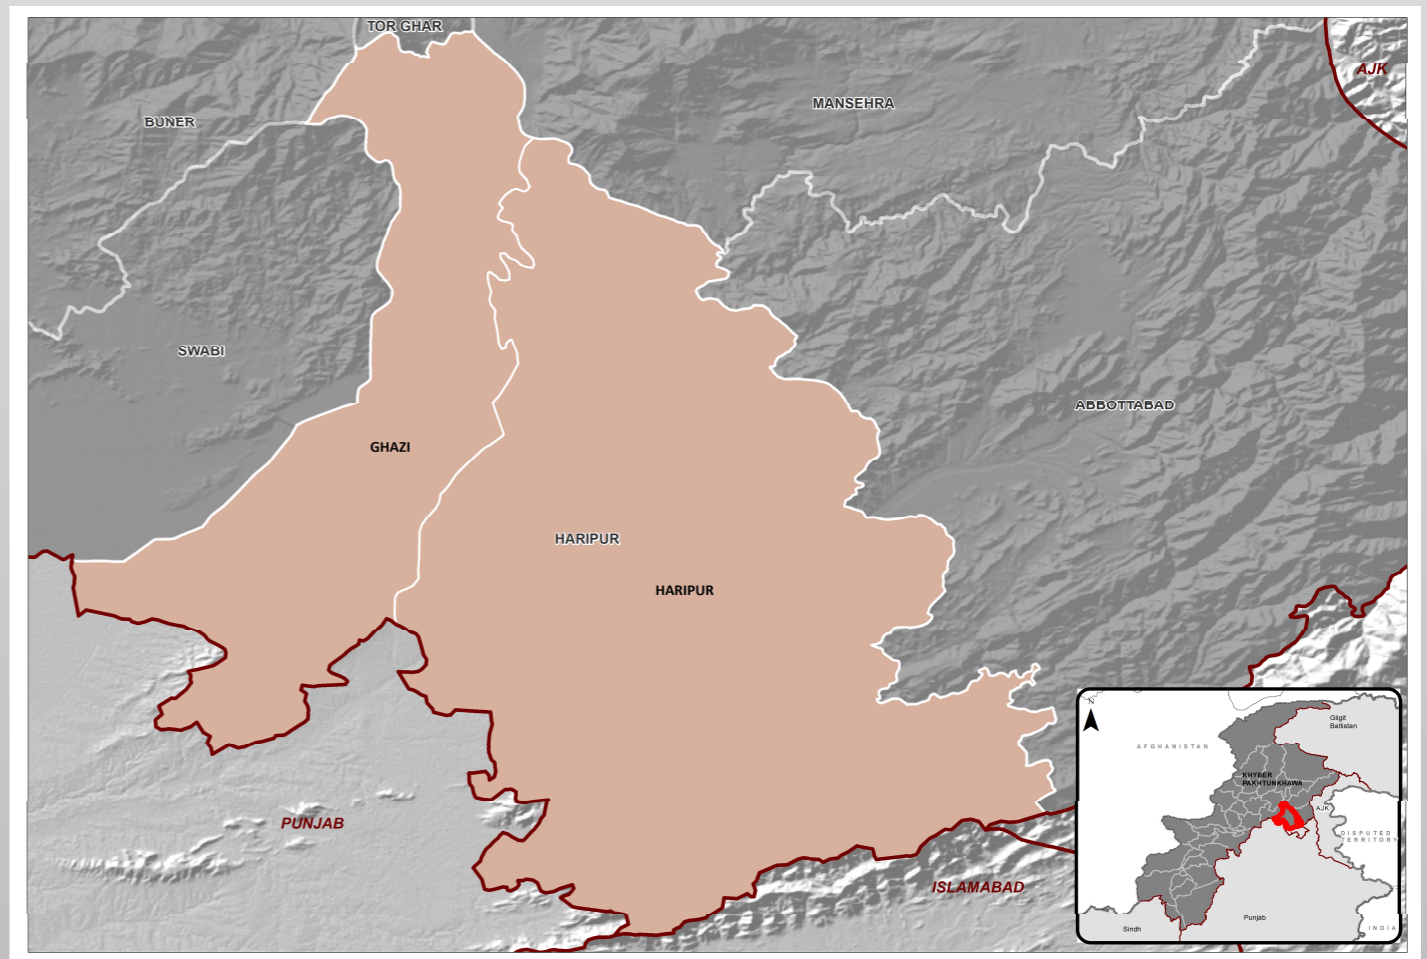 TOR GHAR
AJK
MANSEHRA
BUNER
SWABI
ABBOTTABAD
GHAZI
HARIPUR
HARIPUR
PUNJAB
ISLAMABAD
N
Gilgit
Baltistan
AFGHANISTAN
KHYBER
PAKHTUNKHAWA
AJK
DISPUTED
TERRITORY
Punjab
Sindh
INDIA